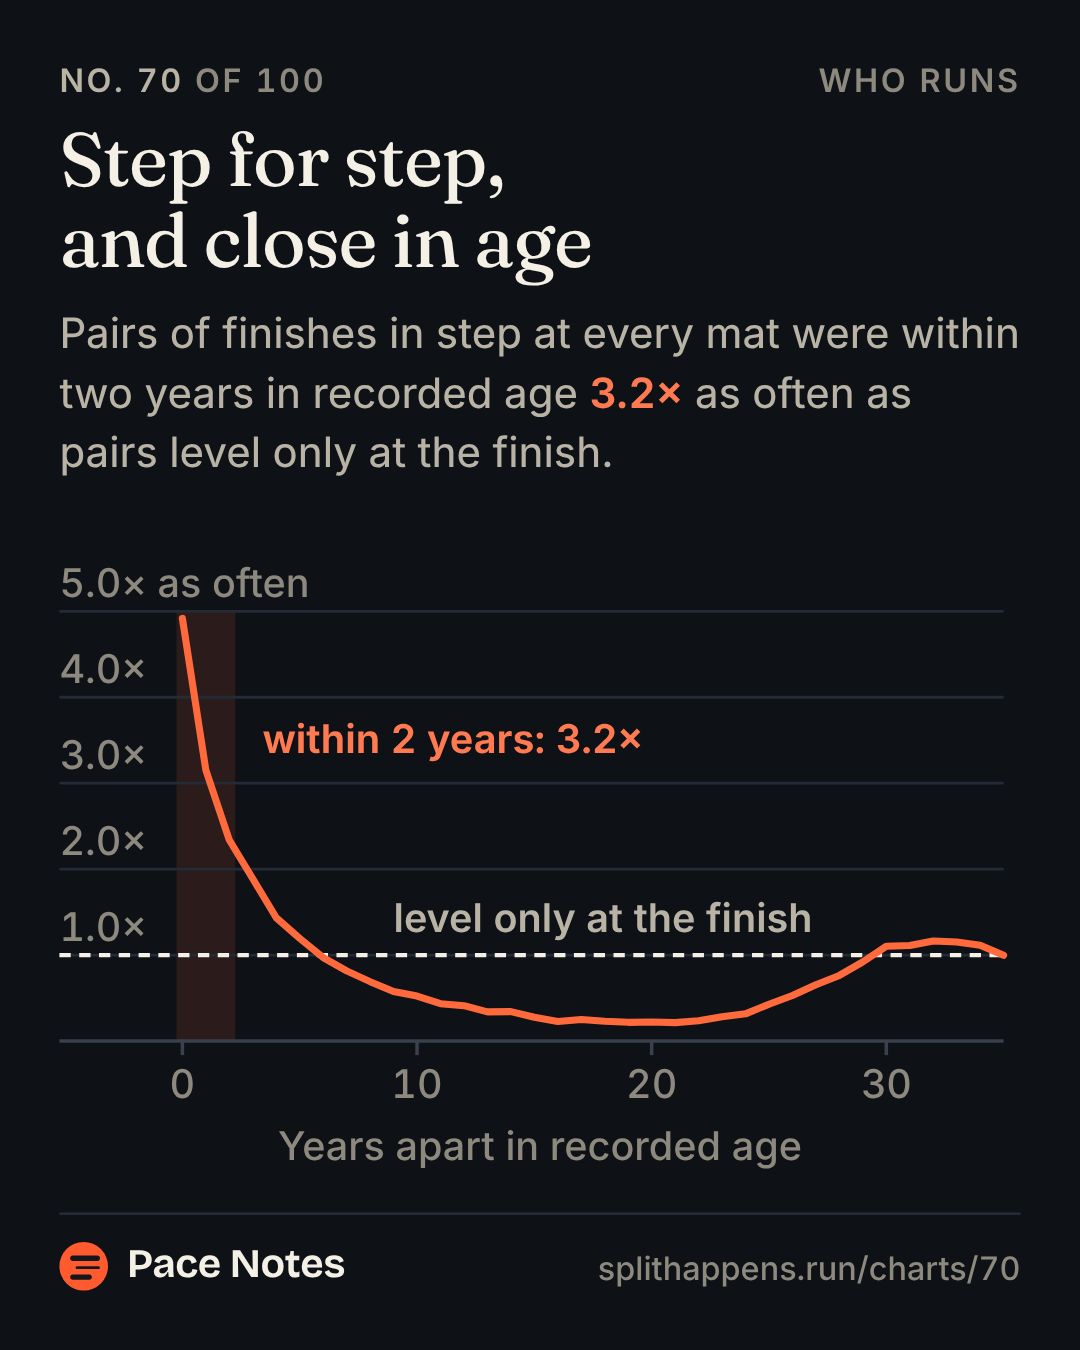 NO. 70 OF 100
WHO RUNS
Step for step,
and close in age
Pairs of finishes in step at every mat were within
two years in recorded age 3.2× as often as
pairs level only at the finish.
5.0× as often
4.0×
within 2 years: 3.2×
3.0×
2.0×
level only at the finish
1.0×
0 10 20 30
Years apart in recorded age
Pace Notes
splithappens.run/charts/70